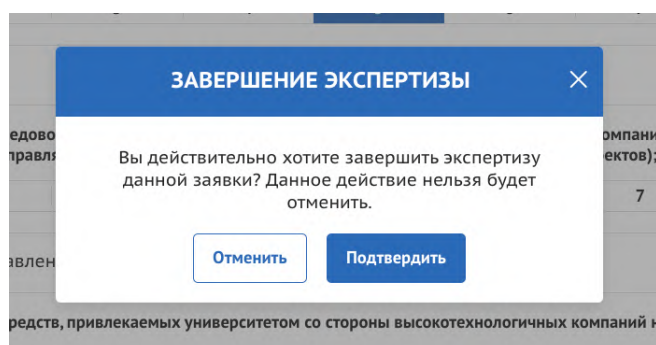 ЗАВЕРШЕНИЕ ЭКСПЕРТИЗЫ
Вы действительно хотите завершить экспертизу
данной заявки? Данное действие нельзя будет
отменить.
7
Отменить Подтвердить
привлекаемых университетом со стороны высокотехнологичных компаний